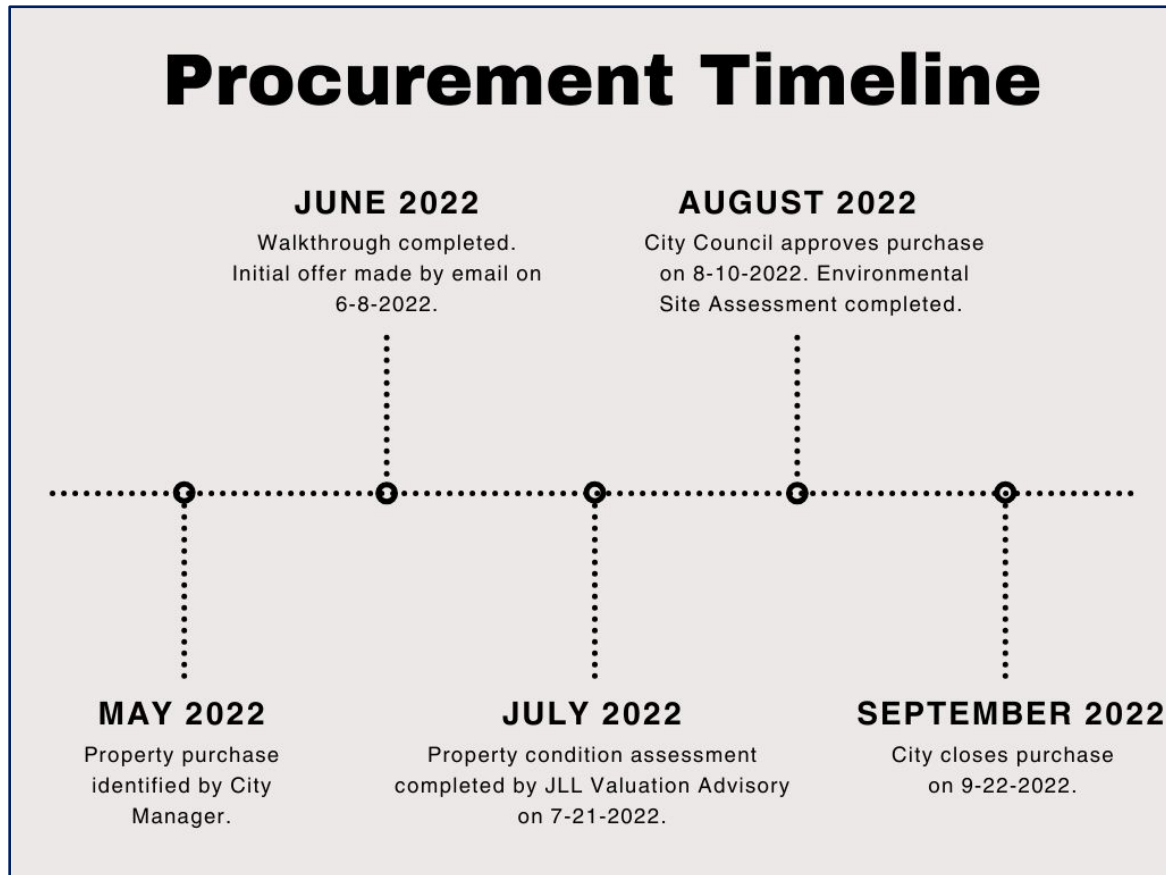 Procurement Timeline
JUNE 2022
Walkthrough completed.
Initial offer made by email on
6-8-2022.
AUGUST 2022
City Council approves purchase
on 8-10-2022. Environmental
Site Assessment completed.
MAY 2022
Property purchase
identified by City
Manager.
JULY 2022
Property condition assessment
completed by JLL Valuation Advisory
on 7-21-2022.
SEPTEMBER 2022
City closes purchase
on 9-22-2022.